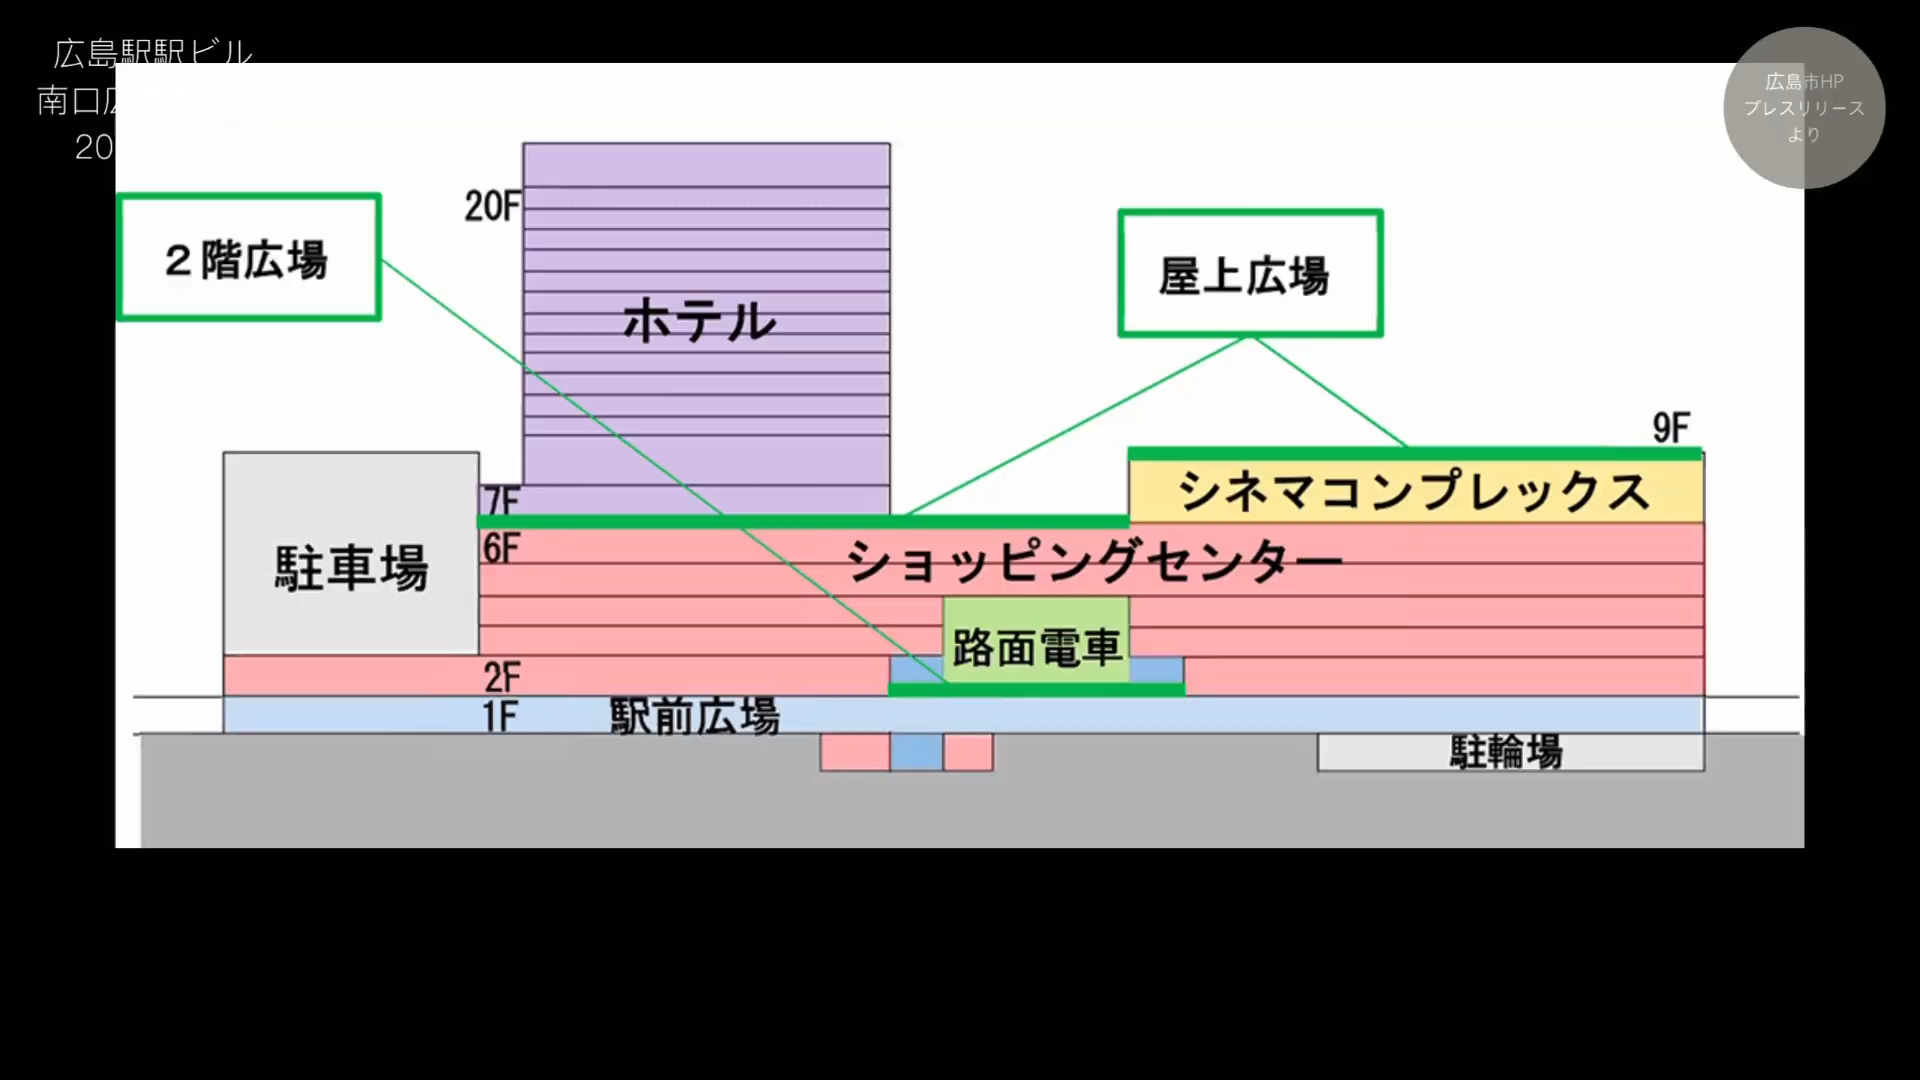 広島駅駅ビル
南口広
20
広島市HP
プレスリリース
より
２階広場
20F
ホテル
屋上広場
9F
シネマコンプレックス
7F
6F
ショッピングセンター
駐車場
路面電車
2F
1F
駅前広場
駐輪場